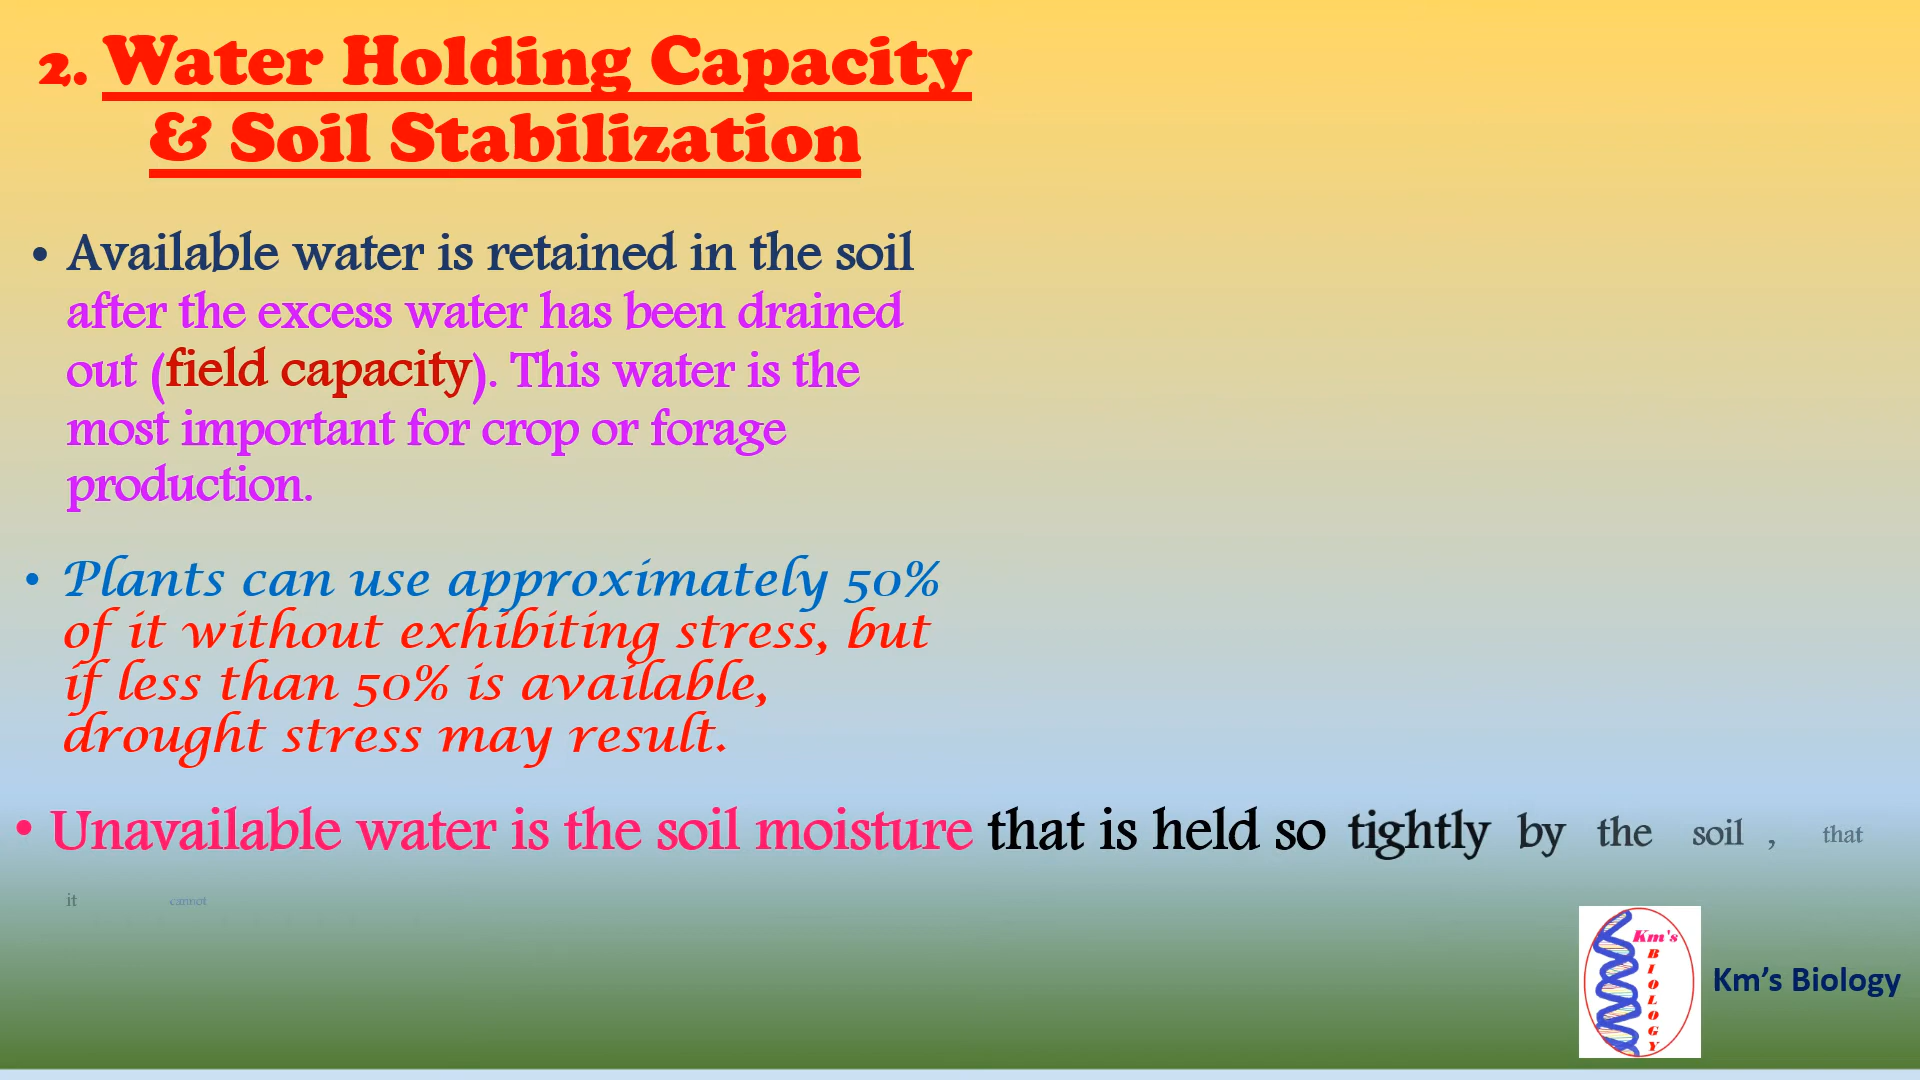 2. Water Holding Capacity
& Soil Stabilization
• Available water is retained in the soil
after the excess water has been drained
out (field capacity). This water is the
most important for crop or forage
production.
• Plants can use approximately 50%
of it without exhibiting stress, but
if less than 50% is available,
drought stress may result.
• Unavailable water is the soil moisture that is held so tightly by the soil , that
it cannot
Km's
BIOLOGY
Km's Biology